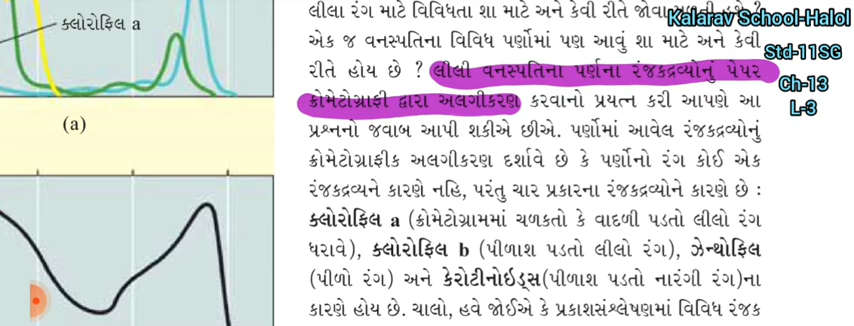 Kalarav School-Halol
Std-11SG
Ch-13
L-3
ક્લોરોફિલ a
(a)
લીલા રંગ માટે વિવિધતા શા માટે અને કેવી રીતે જોવા મળતી હશે ?
એક જ વનસ્પતિના વિવિધ પર્ણોમાં પણ આવું શા માટે અને કેવી
રીતે હોય છે ? લીલી વનસ્પતિના પર્ણના રંજકદ્રવ્યોનું પેપર
ક્રોમેટોગ્રાફી દ્વારા અલગીકરણ કરવાનો પ્રયત્ન કરી આપણે આ
પ્રશ્નનો જવાબ આપી શકીએ છીએ. પર્ણોમાં આવેલ રંજકદ્રવ્યોનું
ક્રોમેટોગ્રાફીક અલગીકરણ દર્શાવે છે કે પર્ણોનો રંગ કોઈ એક
રંજકદ્રવ્યને કારણે નહિ, પરંતુ ચાર પ્રકારના રંજકદ્રવ્યોને કારણે છે :
ક્લોરોફિલ a (ક્રોમેટોગ્રામમાં ચળકતો કે વાદળી પડતો લીલો રંગ
ધરાવે), ક્લોરોફિલ b (પીળાશ પડતો લીલો રંગ), ઝેન્થોફિલ
(પીળો રંગ) અને કેરોટીનોઇડ્સ(પીળાશ પડતો નારંગી રંગ)ના
કારણે હોય છે. ચાલો, હવે જોઈએ કે પ્રકાશસંશ્લેષણમાં વિવિધ રંજક